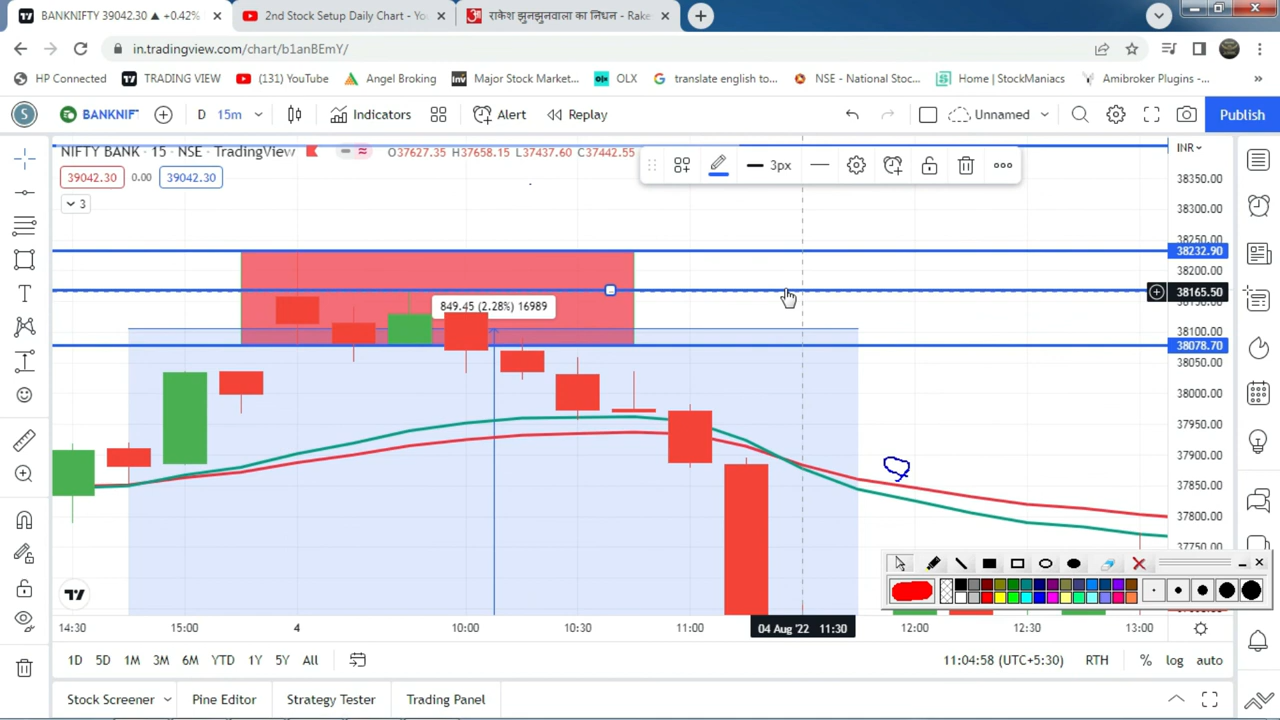 BANKNIFTY 39042.30 ▲ +0.42%
2nd Stock Setup Daily Chart - Yo
राकेश झुनझुनवाला का निधन - Rake
in.tradingview.com/chart/b1anBEmY/
HP Connected
TRADING VIEW
(131) YouTube
Angel Broking
Major Stock Market...
OLX
translate english to...
NSE - National Stoc...
Home | StockManiacs
Amibroker Plugins -...
S
BANKNIF
D
15m
Indicators
Alert
Replay
Unnamed
Publish
NIFTY BANK · 15 · NSE · TradingView
O37627.35 H37658.15 L37437.60 C37442.55
39042.30
0.00
39042.30
3
3px
INR
38350.00
38300.00
38250.00
38232.90
38200.00
38165.50
38100.00
38078.70
38050.00
38000.00
37950.00
37900.00
37850.00
37800.00
37750.00
849.45 (2.28%) 16989
14:30
15:00
4
10:00
10:30
11:00
04 Aug '22 11:30
12:00
12:30
13:00
1D
5D
1M
3M
6M
YTD
1Y
5Y
All
11:04:58 (UTC+5:30)
RTH
%
log
auto
Stock Screener
Pine Editor
Strategy Tester
Trading Panel